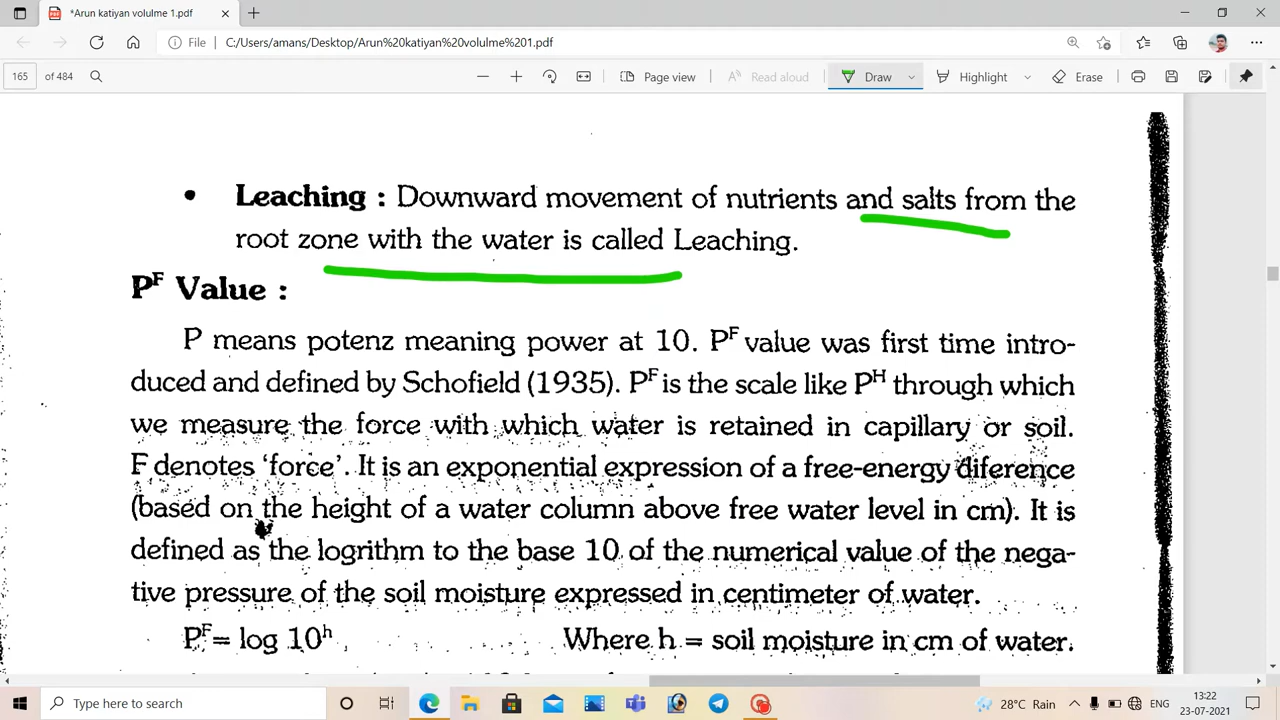 *Arun katiyan volulme 1.pdf
File C:/Users/amans/Desktop/Arun%20katiyan%20volulme%201.pdf
165 of 484 Page view Read aloud Draw Highlight Erase
• Leaching : Downward movement of nutrients and salts from the
root zone with the water is called Leaching.
P^F Value :
P means potenz meaning power at 10. P^F value was first time intro-
duced and defined by Schofield (1935). P^F is the scale like P^H through which
we measure the force with which water is retained in capillary or soil.
F denotes ‘force’. It is an exponential expression of a free-energy diference
(based on the height of a water column above free water level in cm). It is
defined as the logrithm to the base 10 of the numerical value of the nega-
tive pressure of the soil moisture expressed in centimeter of water.
P^F = log 10^h Where h = soil moisture in cm of water.
Type here to search 28°C Rain ENG 13:22
23-07-2021